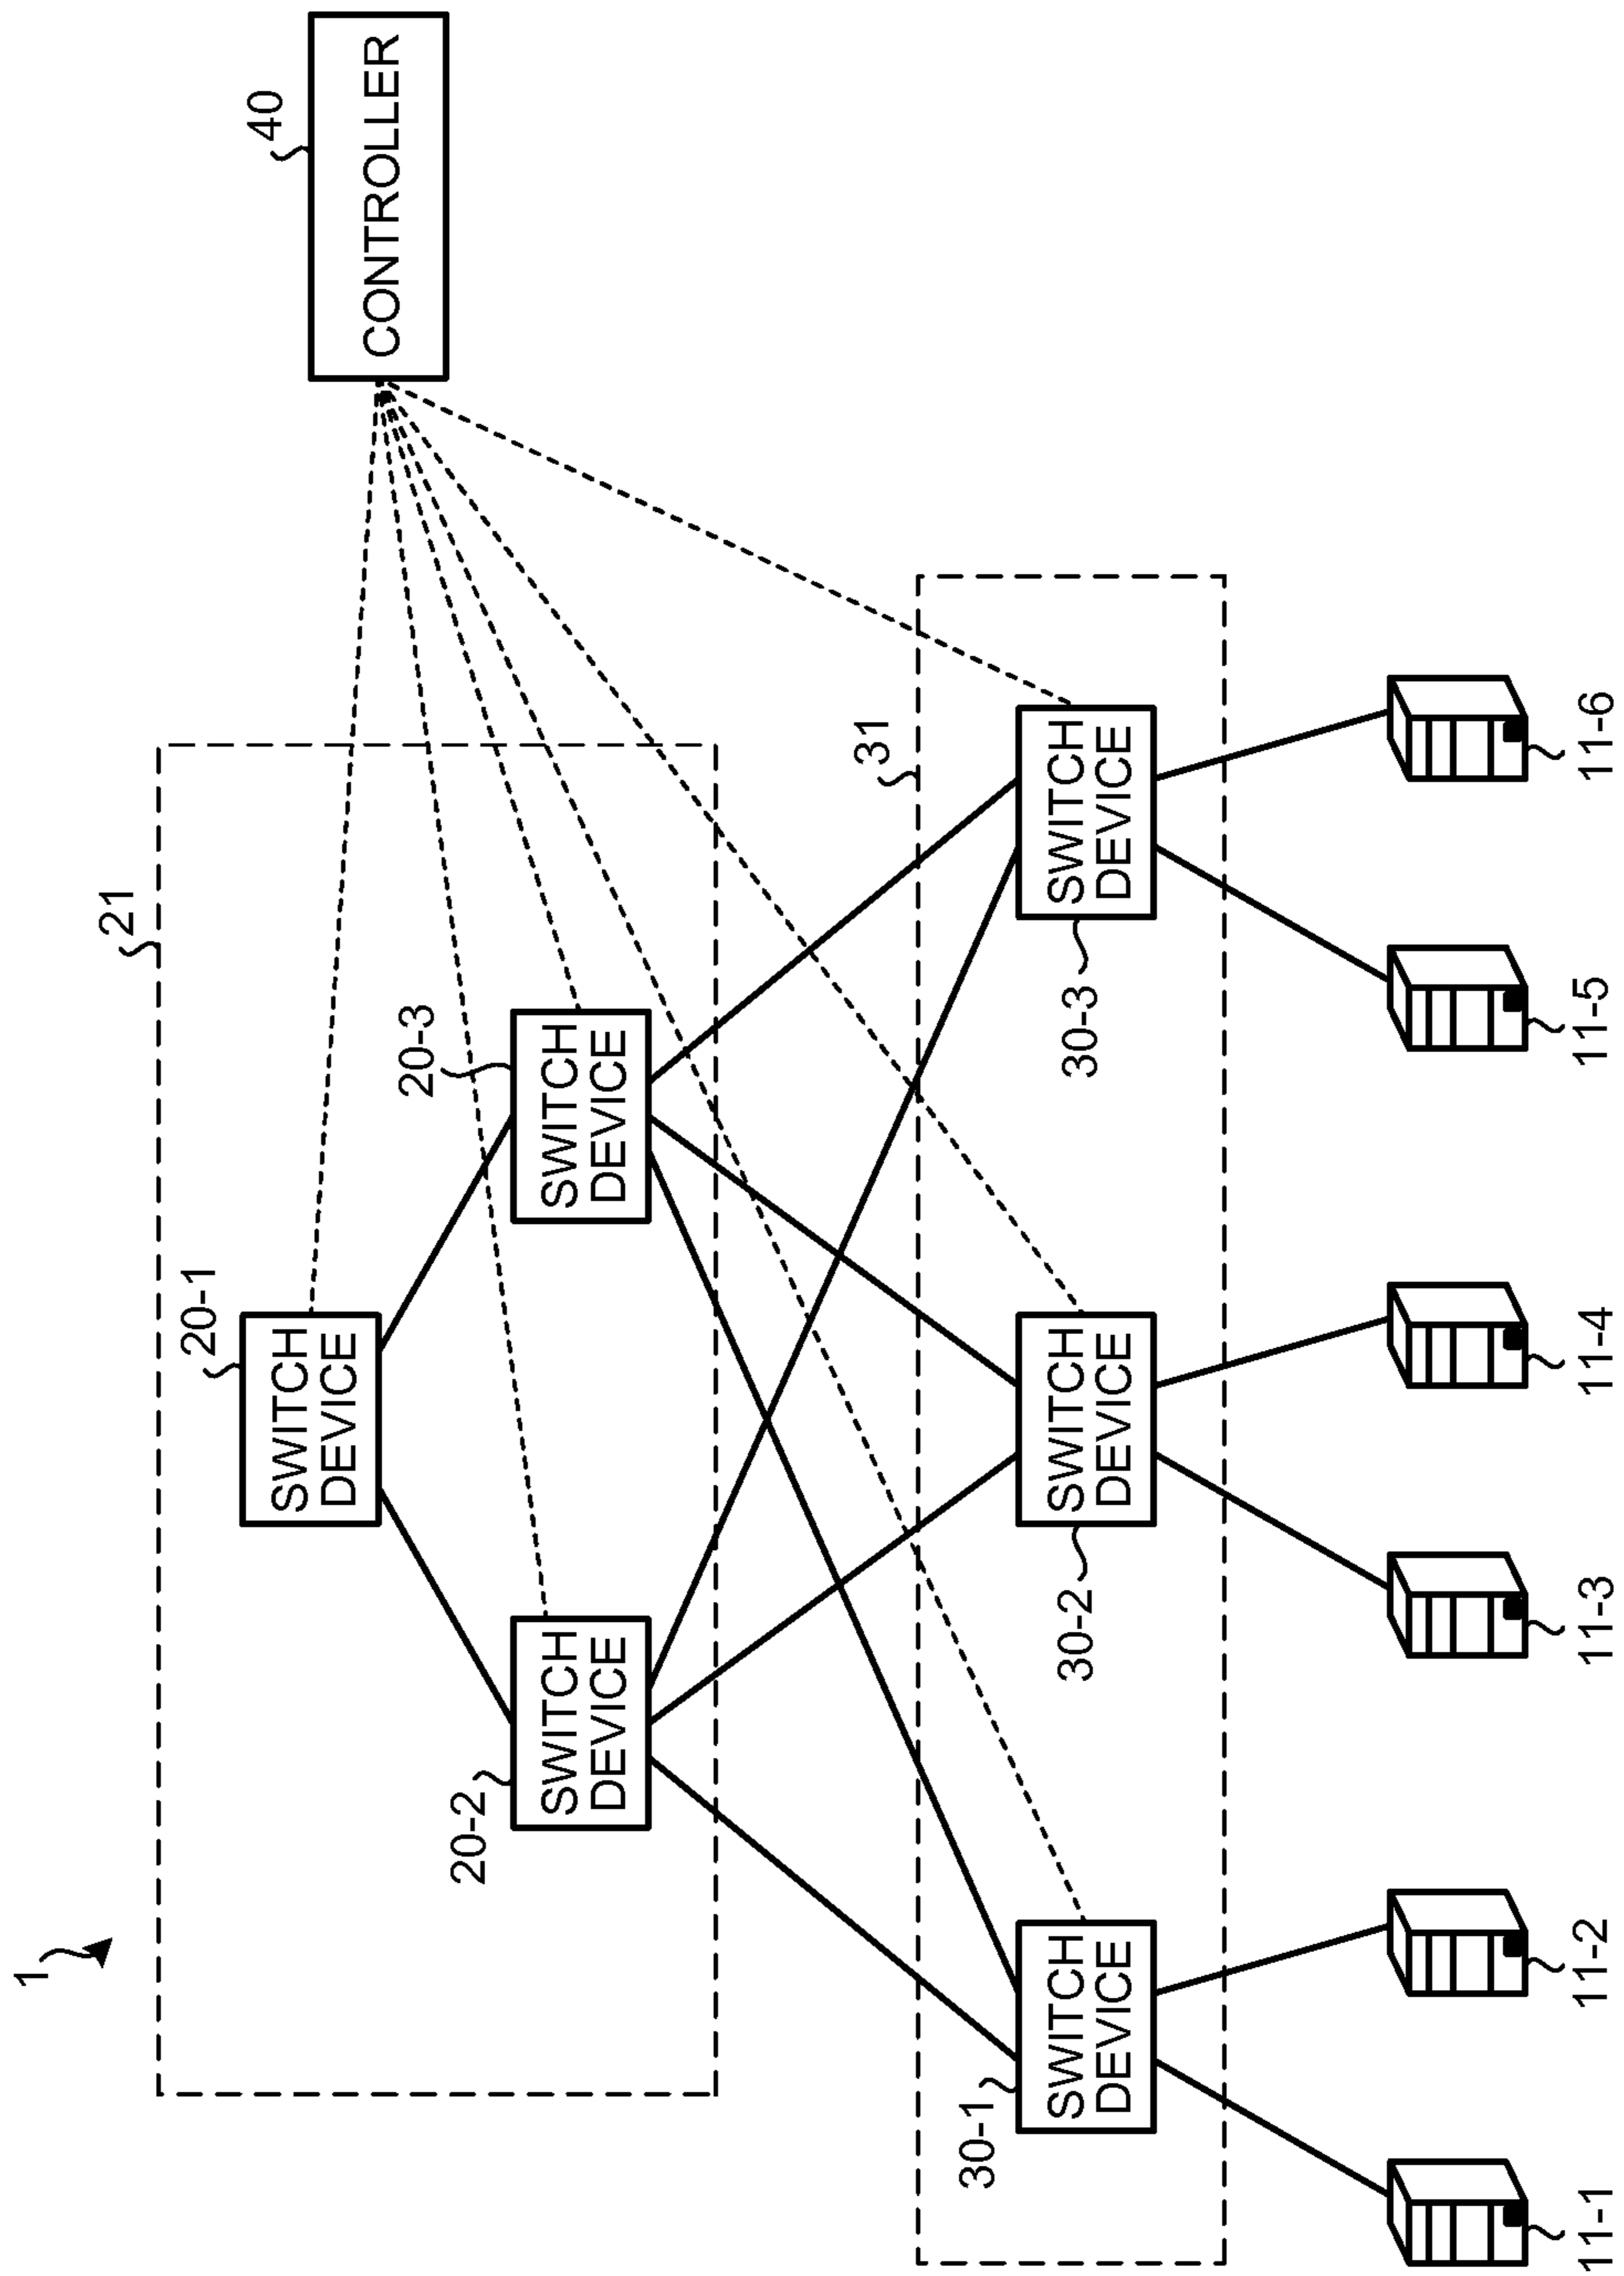 1
21
40
CONTROLLER
20-1
SWITCH
DEVICE
20-2
SWITCH
DEVICE
20-3
SWITCH
DEVICE
31
30-1
SWITCH
DEVICE
30-2
SWITCH
DEVICE
30-3
SWITCH
DEVICE
11-1
11-2
11-3
11-4
11-5
11-6